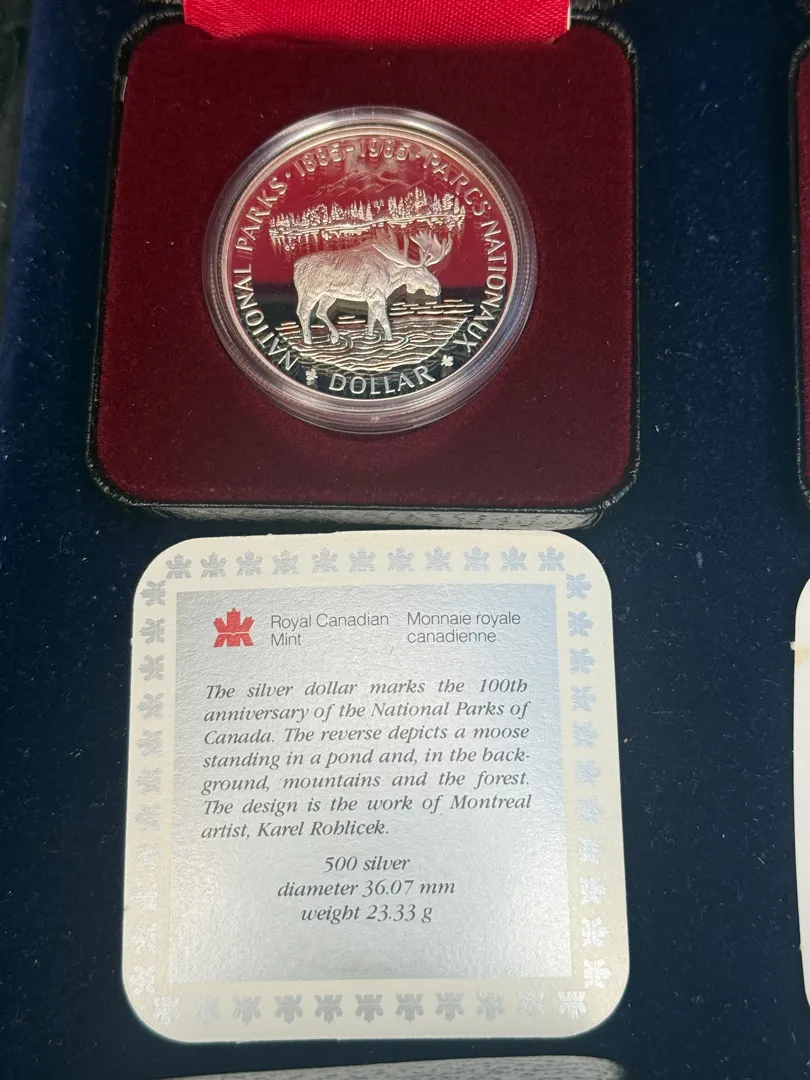 NATIONAL PARKS · 1885-1985 · PARCS NATIONAUX
DOLLAR
Royal Canadian Mint
Monnaie royale canadienne
The silver dollar marks the 100th
anniversary of the National Parks of
Canada. The reverse depicts a moose
standing in a pond and, in the back-
ground, mountains and the forest.
The design is the work of Montreal
artist, Karel Rohlicek.
500 silver
diameter 36.07 mm
weight 23.33 g